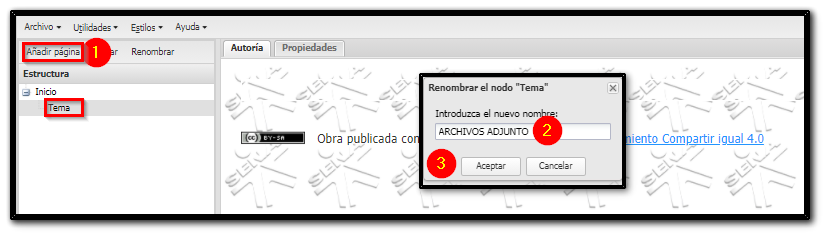 Archivo Utilidades Estilos Ayuda
Añadir página 1 ar Renombrar
Autoría Propiedades
Estructura
Inicio
Tema
Renombrar el nodo "Tema"
Introduzca el nuevo nombre:
ARCHIVOS ADJUNTO 2
BY-SA
Obra publicada con miento Compartir igual 4.0
3 Aceptar Cancelar